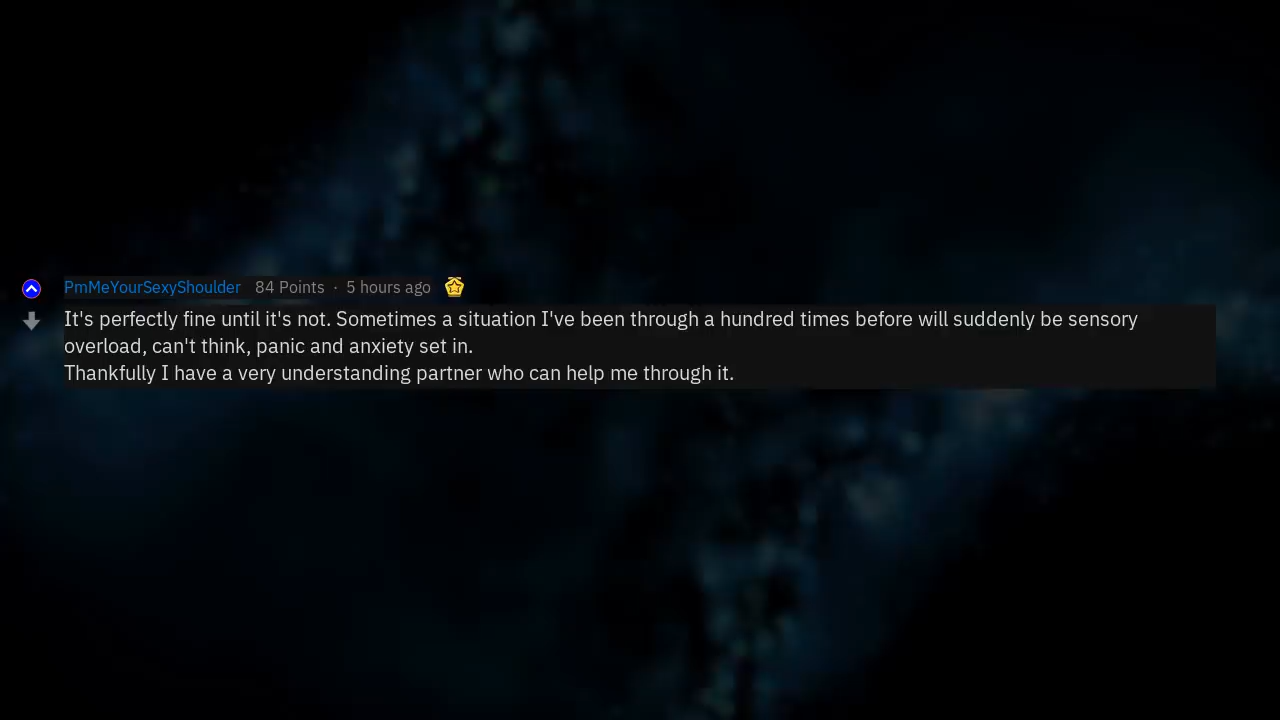 PmMeYourSexyShoulder 84 Points · 5 hours ago
It's perfectly fine until it's not. Sometimes a situation I've been through a hundred times before will suddenly be sensory
overload, can't think, panic and anxiety set in.
Thankfully I have a very understanding partner who can help me through it.